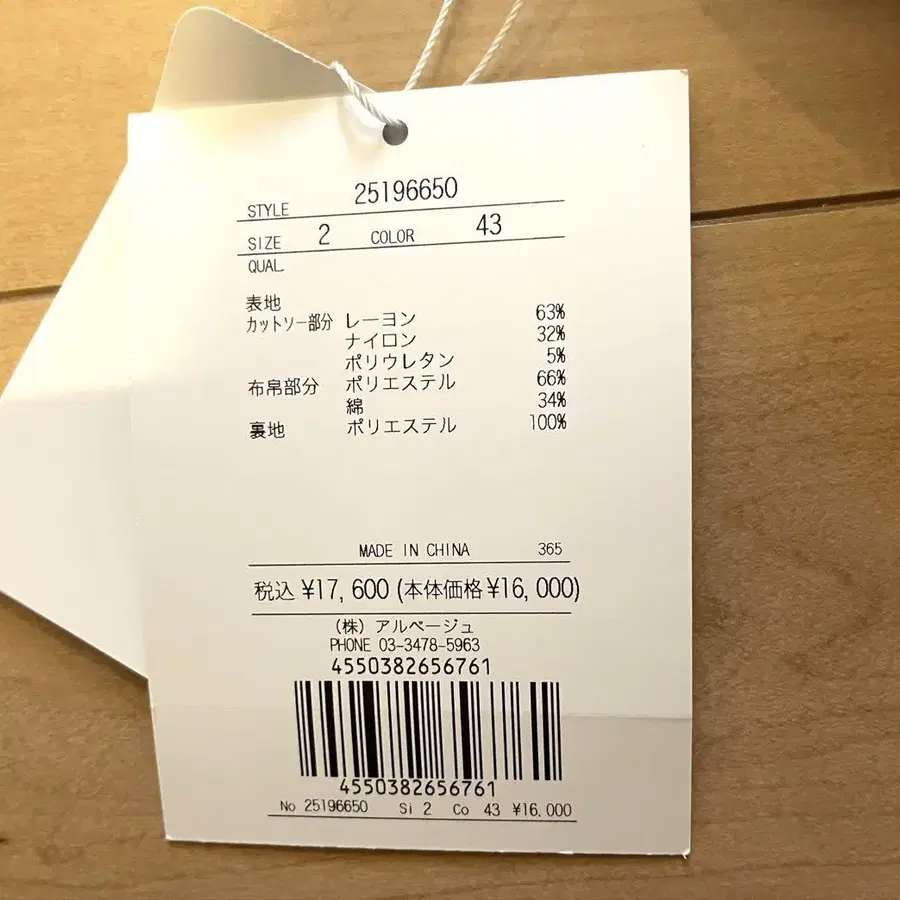 STYLE 25196650
SIZE 2 COLOR 43
QUAL
表地
カットソー部分 レーヨン 63%
ナイロン 32%
ポリウレタン 5%
布帛部分 ポリエステル 66%
綿 34%
裏地 ポリエステル 100%
MADE IN CHINA 365
税込 ¥17,600 (本体価格 ¥16,000)
(株) アルページュ
PHONE 03-3478-5963
4550382656761
4550382656761
No 25196650 Si 2 Co 43 ¥16.000